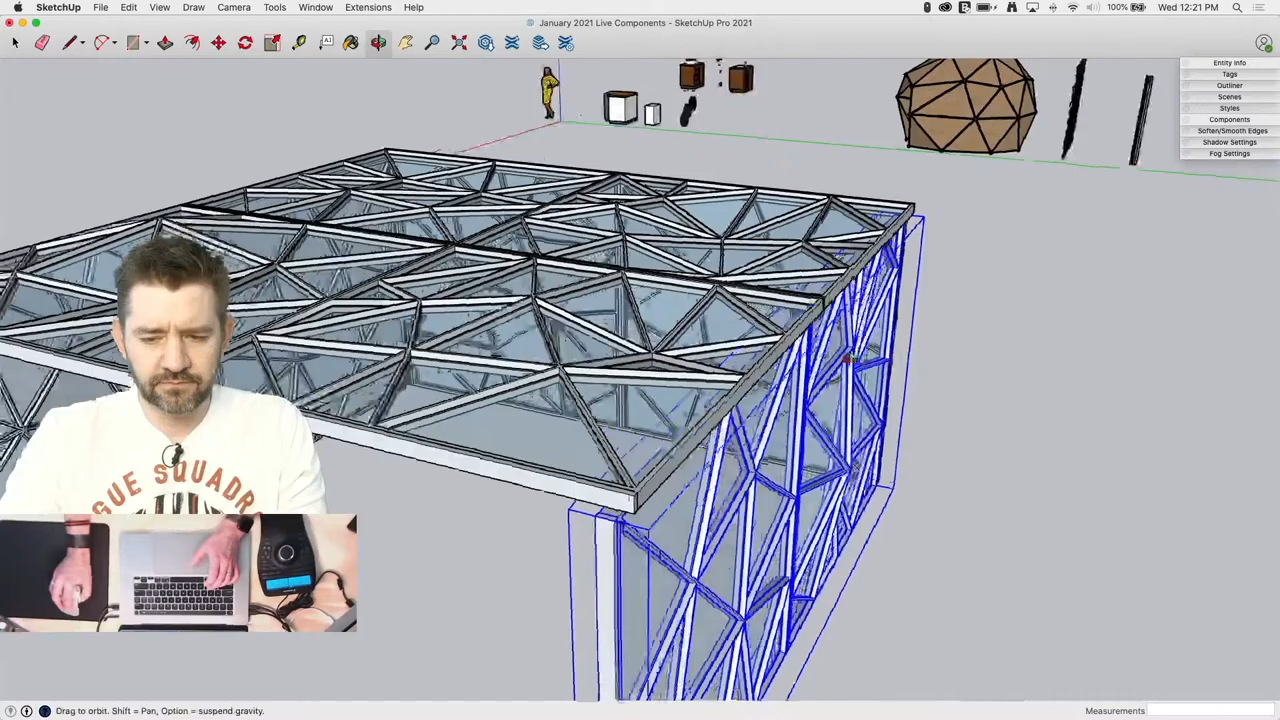 SketchUp File Edit View Draw Camera Tools Window Extensions Help
100% Wed 12:21 PM
January 2021 Live Components - SketchUp Pro 2021
Entity Info
Tags
Outliner
Scenes
Styles
Components
Soften/Smooth Edges
Shadow Settings
Fog Settings
GUE SQUADR
Drag to orbit. Shift = Pan, Option = suspend gravity.
Measurements